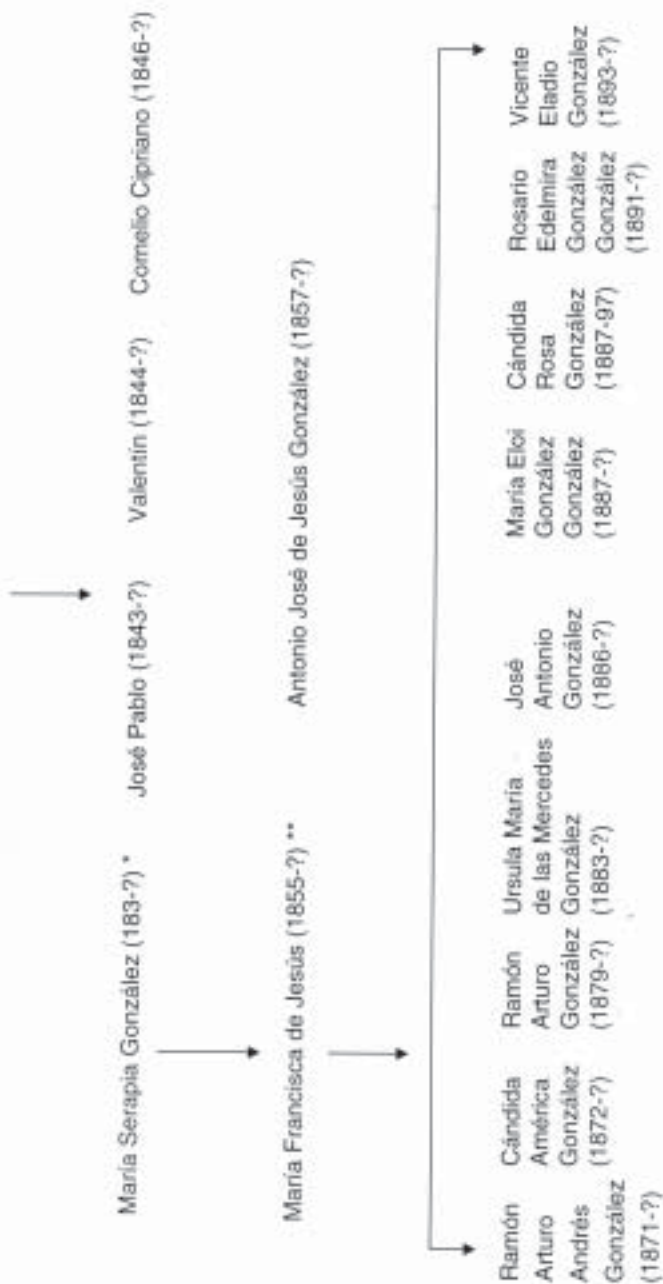 María Serapia González (183-?) * José Pablo (1843-?) Valentín (1844-?) Cornelio Cipriano (1846-?)
María Francisca de Jesús (1855-?) ** Antonio José de Jesús González (1857-?)
Ramón
Arturo
Andrés
González
(1871-?)
Cándida
América
González
(1872-?)
Ramón
Arturo
González
(1879-?)
Ursula María
de las Mercedes
González
(1883-?)
José
Antonio
González
(1886-?)
María Eloi
González
González
(1887-?)
Cándida
Rosa
González
(1887-97)
Rosario
Edelmira
González
González
(1891-?)
Vicente
Eladio
González
(1893-?)